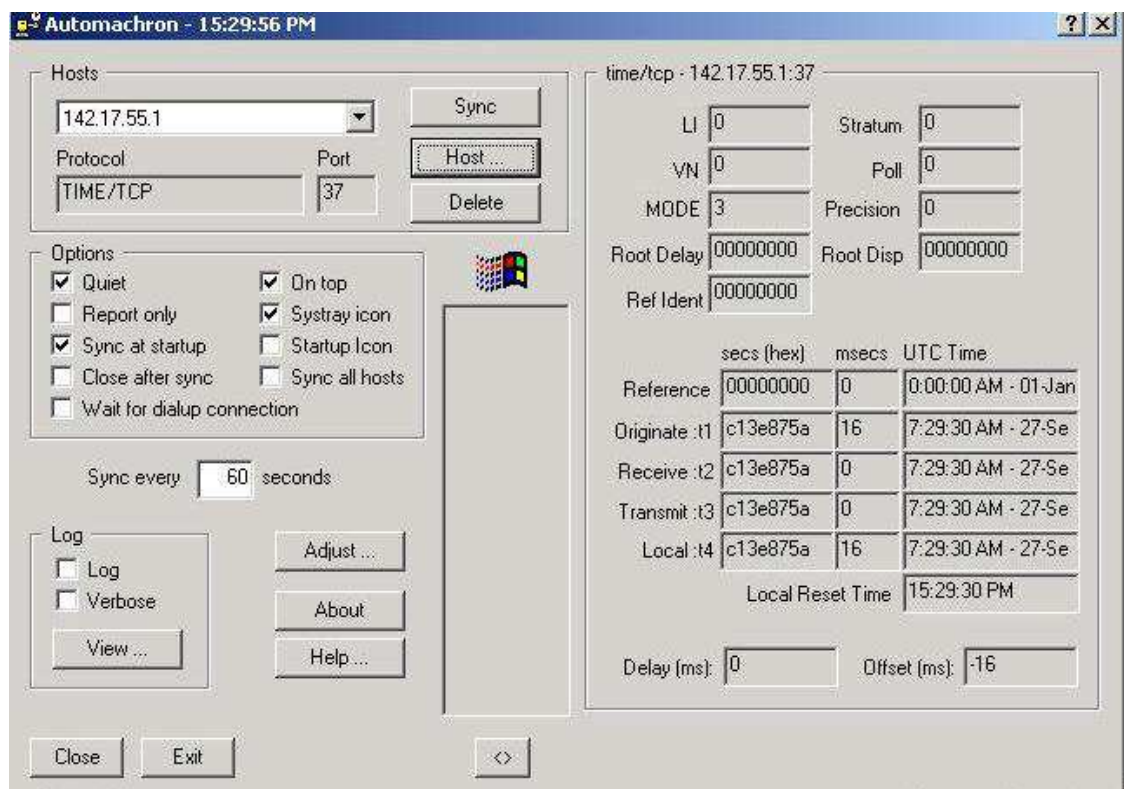 Automachron - 15:29:56 PM
? ×
Hosts
142.17.55.1
Sync
Protocol Port
Host ...
TIME/TCP 37
Delete
Options
Quiet On top
Report only Systray icon
Sync at startup Startup Icon
Close after sync Sync all hosts
Wait for dialup connection
Sync every 60 seconds
Log
Log
Verbose
View ...
Adjust ...
About
Help ...
Close Exit <>
time/tcp - 142.17.55.1:37
LI 0 Stratum 0
VN 0 Poll 0
MODE 3 Precision 0
Root Delay 00000000 Root Disp 00000000
Ref Ident 00000000
secs (hex) msecs UTC Time
Reference 00000000 0 0:00:00 AM - 01-Jan
Originate :t1 c13e875a 16 7:29:30 AM - 27-Se
Receive :t2 c13e875a 0 7:29:30 AM - 27-Se
Transmit :t3 c13e875a 0 7:29:30 AM - 27-Se
Local :t4 c13e875a 16 7:29:30 AM - 27-Se
Local Reset Time 15:29:30 PM
Delay (ms): 0 Offset (ms): -16